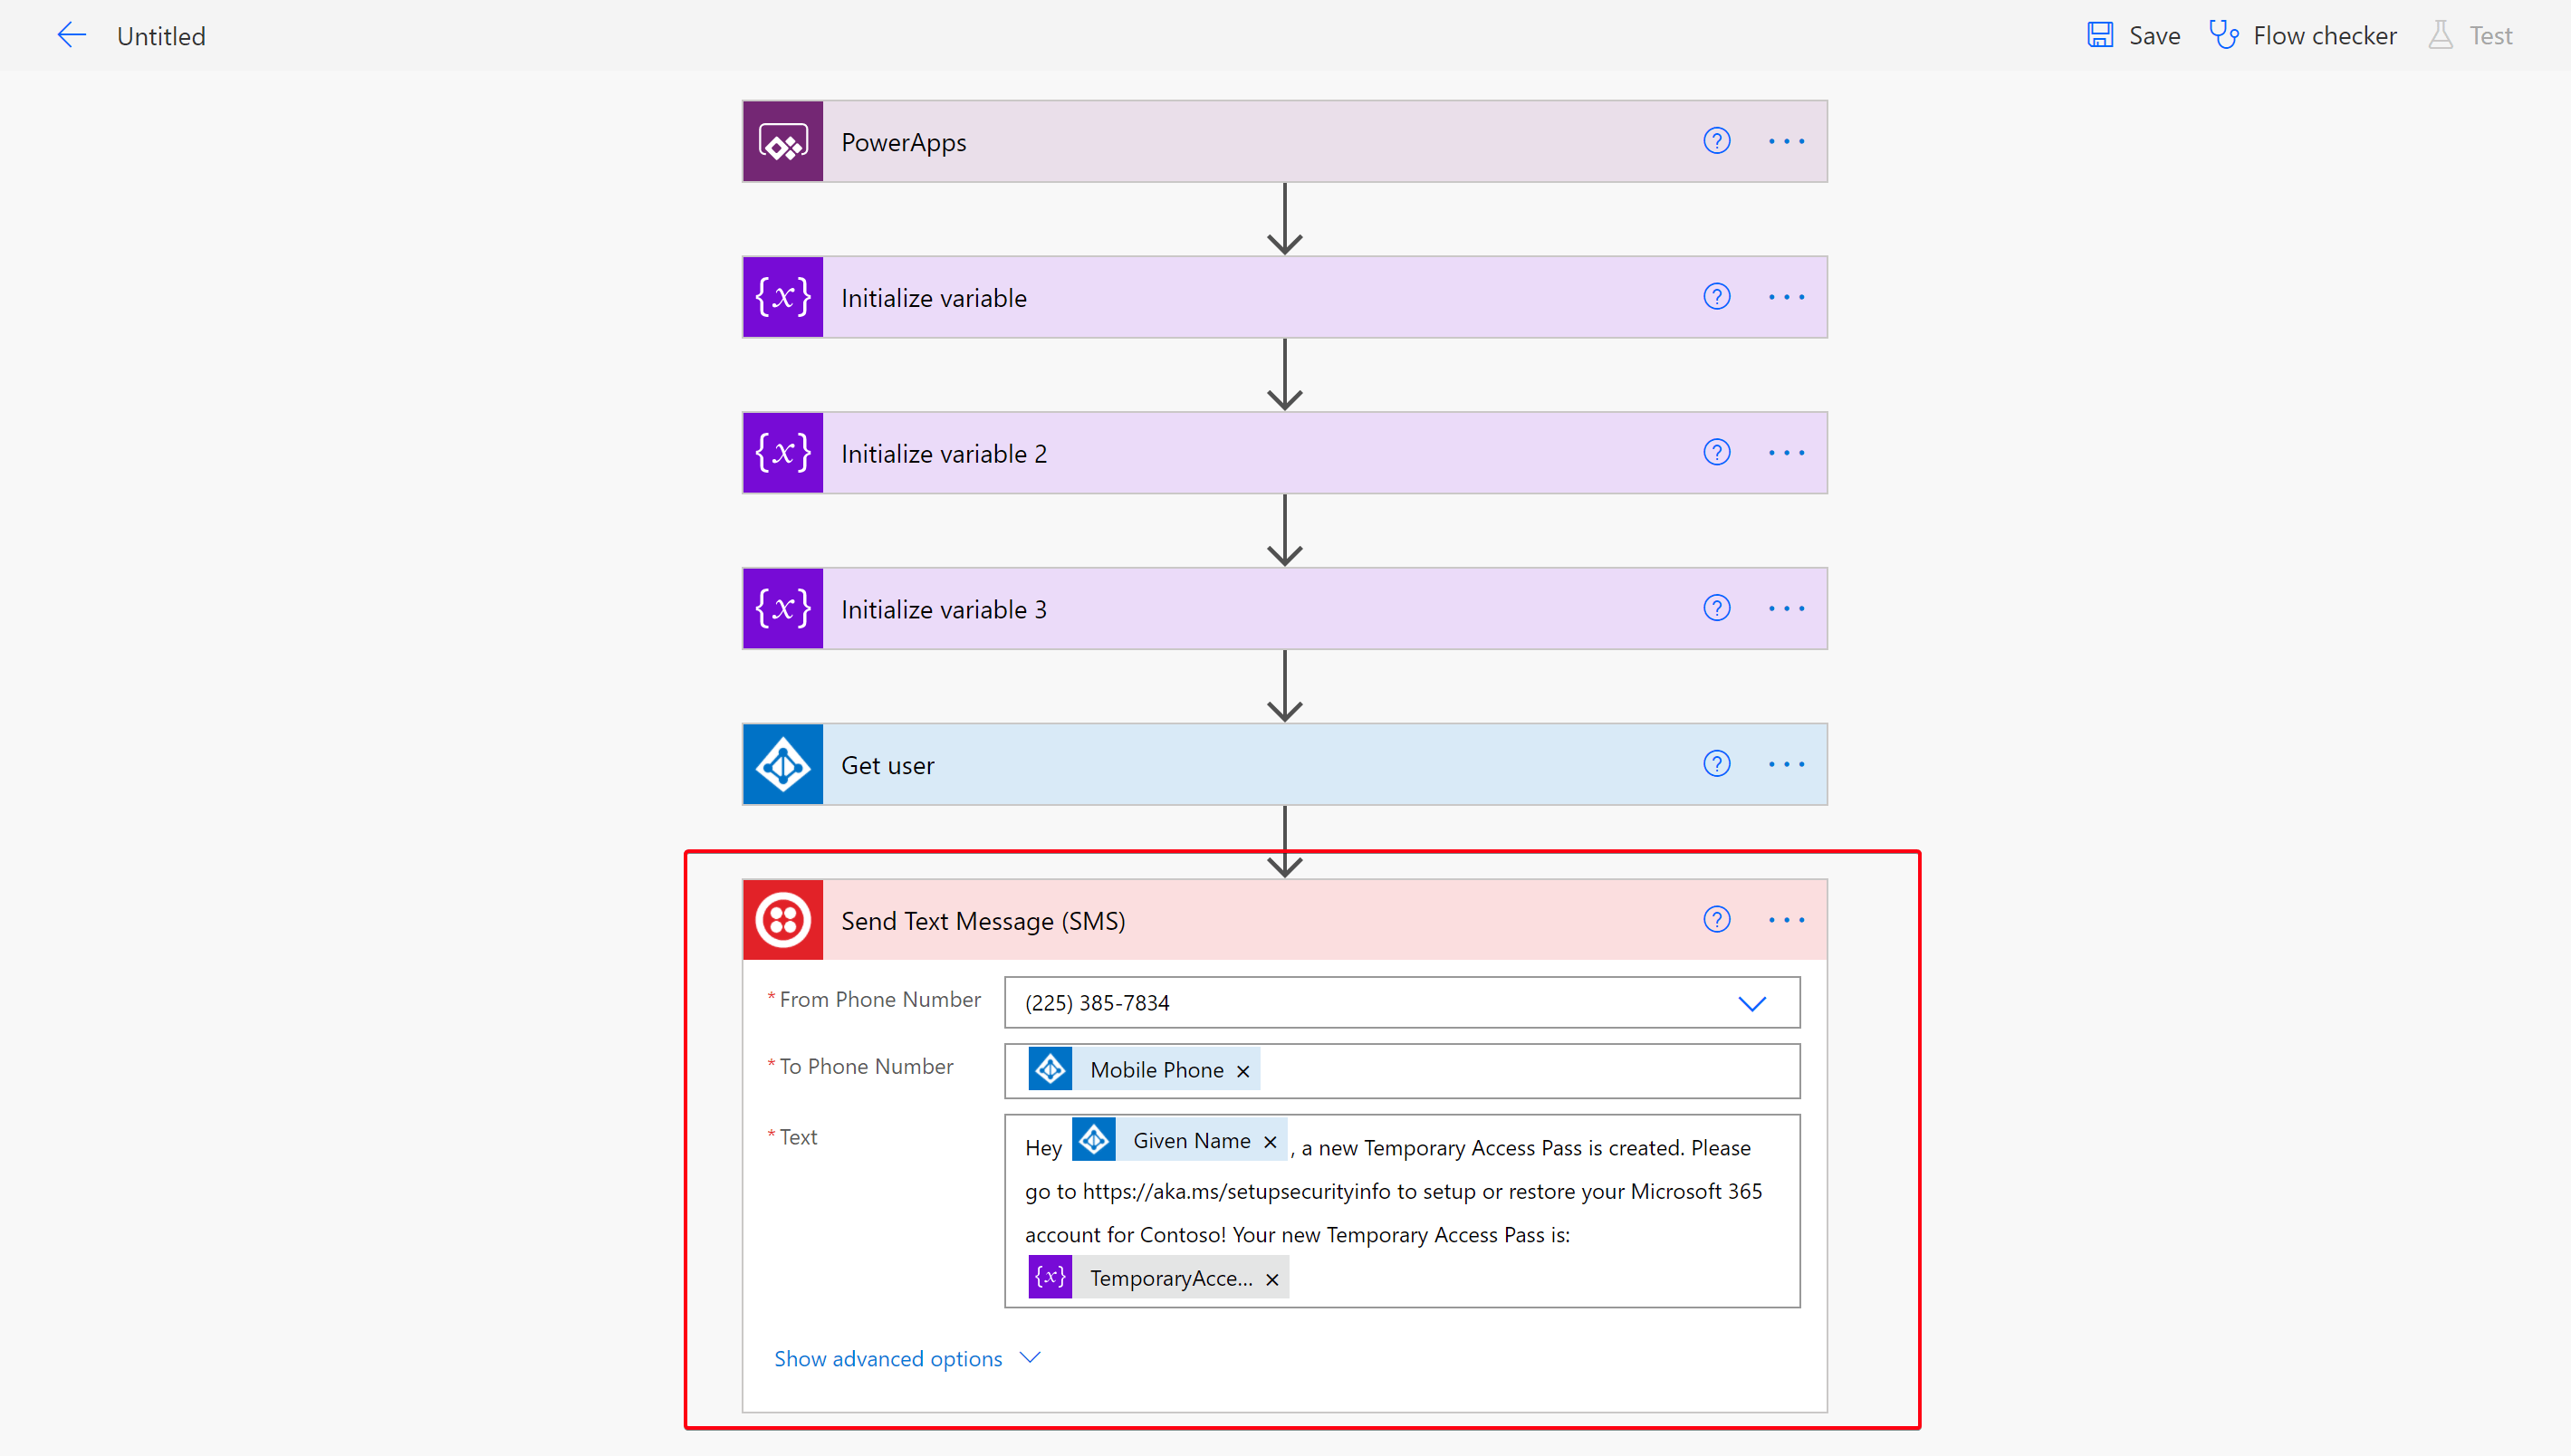 Untitled
Save
Flow checker
Test
PowerApps
{x} Initialize variable
{x} Initialize variable 2
{x} Initialize variable 3
Get user
Send Text Message (SMS)
* From Phone Number
(225) 385-7834
* To Phone Number
Mobile Phone ×
* Text
Hey Given Name × , a new Temporary Access Pass is created. Please
go to https://aka.ms/setupsecurityinfo to setup or restore your Microsoft 365
account for Contoso! Your new Temporary Access Pass is:
{x} TemporaryAcce... ×
Show advanced options